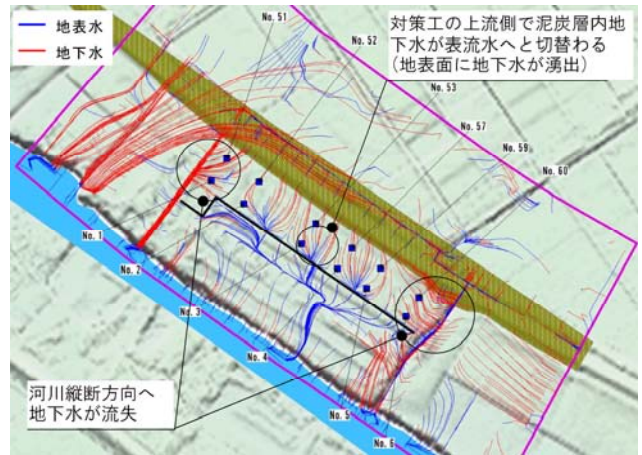 地表水
地下水
対策工の上流側で泥炭層内地
下水が表流水へと切替わる
(地表面に地下水が湧出)
No. 51
No. 52
No. 53
No. 57
No. 59
No. 60
No. 1
No. 2
No. 3
No. 4
No. 5
No. 6
河川縦断方向へ
地下水が流失